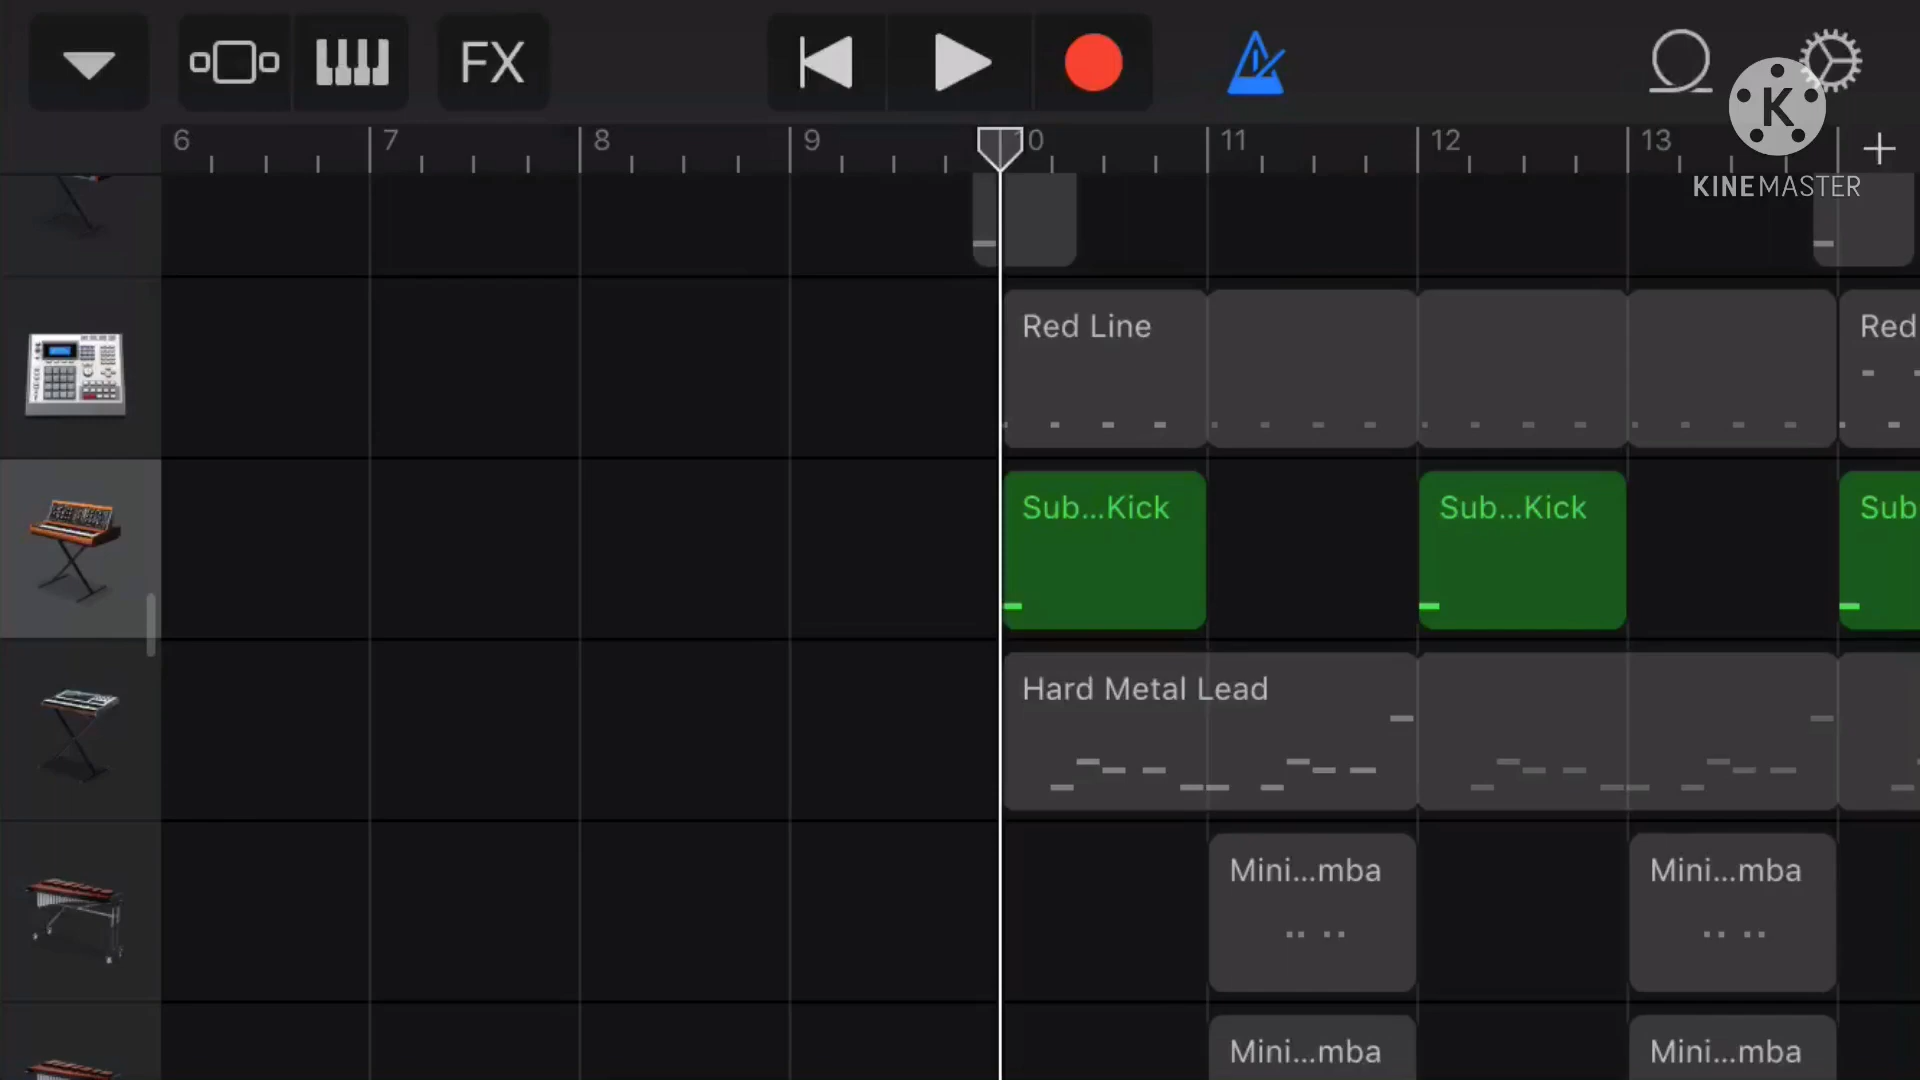 FX
6 7 8 9 10 11 12 13 +
K
KINEMASTER
Red Line
Red
Sub...Kick
Sub...Kick
Sub
Hard Metal Lead
Mini...mba
Mini...mba
Mini...mba
Mini...mba